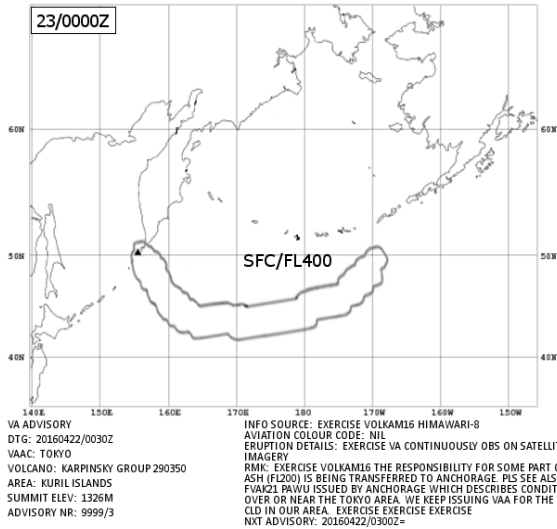 23/0000Z
60N
60N
50N
50N
SFC/FL400
40N
40N
140E 150E 160E 170E 180 170W 160W 150W
VA ADVISORY
DTG: 20160422/0030Z
VAAC: TOKYO
VOLCANO: KARPINSKY GROUP 290350
AREA: KURIL ISLANDS
SUMMIT ELEV: 1326M
ADVISORY NR: 9999/3
INFO SOURCE: EXERCISE VOLKAM16 HIMAWARI-8
AVIATION COLOUR CODE: NIL
ERUPTION DETAILS: EXERCISE VA CONTINUOUSLY OBS ON
IMAGERY
RMK: EXERCISE VOLKAM16 THE RESPONSIBILITY FOR SOME PART
ASH (FL200) IS BEING TRANSFERRED TO ANCHORAGE. PLS SEE
FVAK21 PAWU ISSUED BY ANCHORAGE WHICH DESCRIBES
OVER OR NEAR THE TOKYO AREA. WE KEEP ISSUING VAA FOR THE
CLD IN OUR AREA. EXERCISE EXERCISE EXERCISE
NXT ADVISORY: 20160422/0300Z=